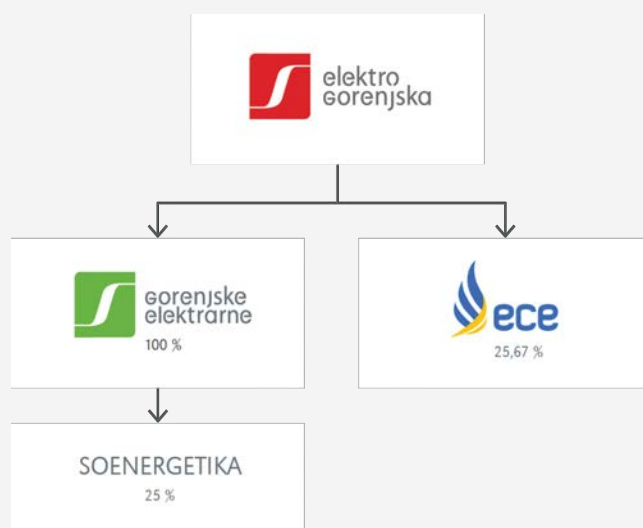 elektro
gorenjska
gorenjske
elektrarne
100 %
ece
25,67 %
SOENERGETIKA
25 %